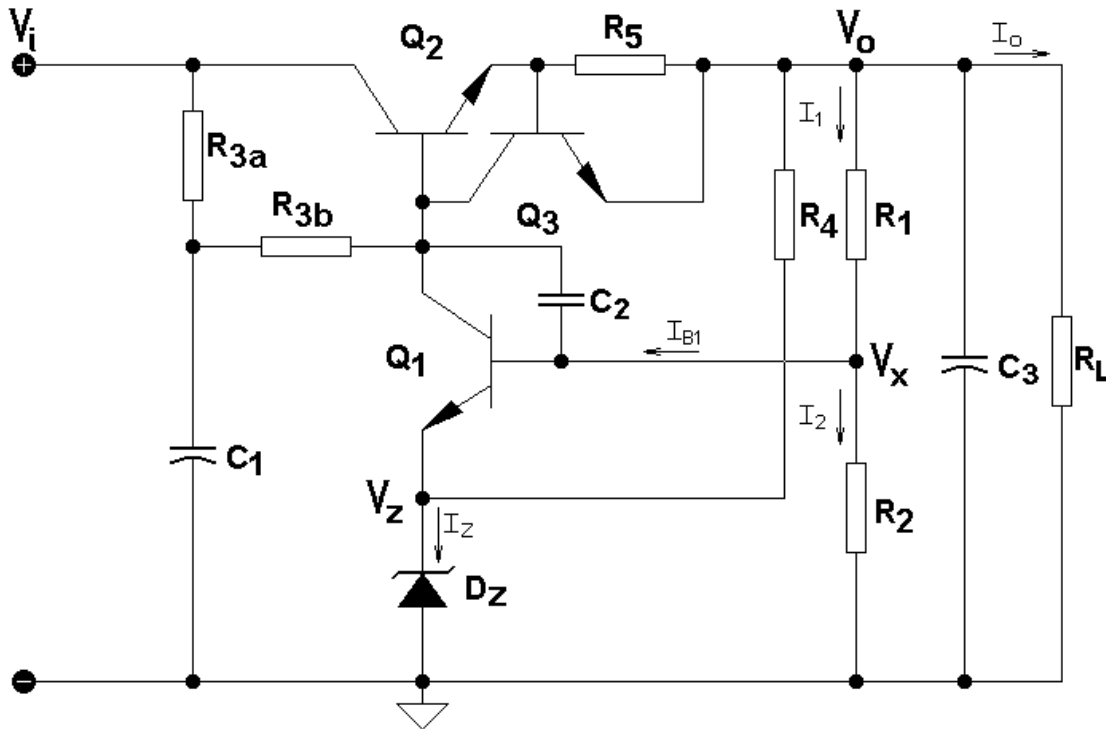 Vi
Q2
R5
Vo
Io
I1
R3a
R3b
Q3
R4
R1
C2
Q1
IB1
Vx
C3
RL
I2
C1
Vz
IZ
R2
DZ